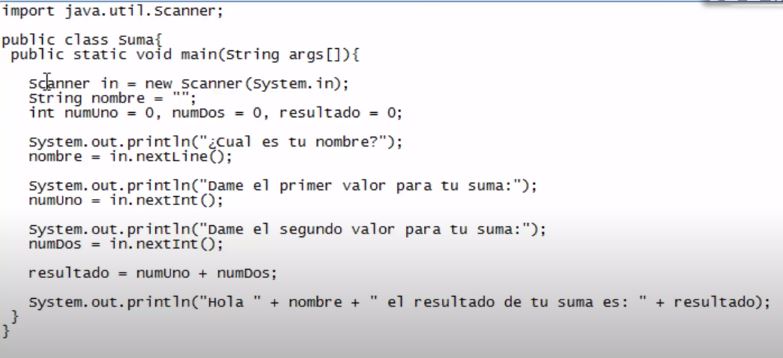 import java.util.Scanner;
public class Suma{
public static void main(String args[]){
Scanner in = new Scanner(System.in);
String nombre = "";
int numUno = 0, numDos = 0, resultado = 0;
System.out.println("¿Cual es tu nombre?");
nombre = in.nextLine();
System.out.println("Dame el primer valor para tu suma:");
numUno = in.nextInt();
System.out.println("Dame el segundo valor para tu suma:");
numDos = in.nextInt();
resultado = numUno + numDos;
System.out.println("Hola " + nombre + " el resultado de tu suma es: " + resultado);
}
}